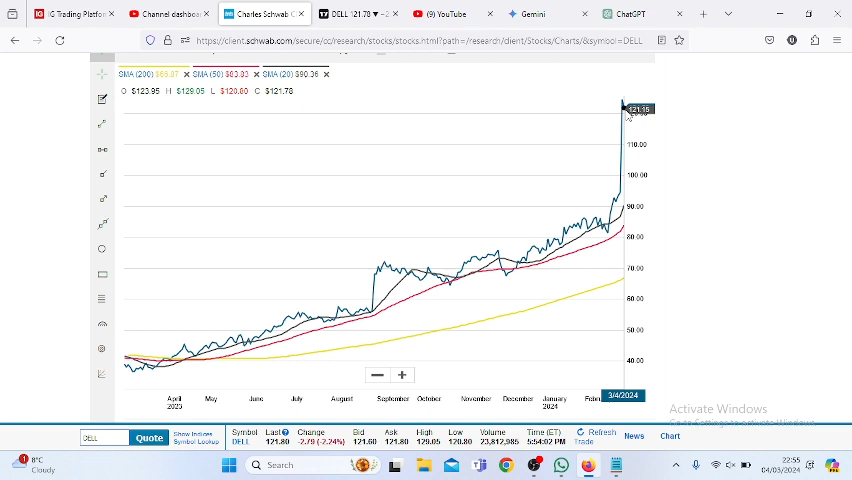 IG Trading Platfor
Channel dashboa
Charles Schwab C
DELL 121.78 ▼ −2
(9) YouTube
Gemini
ChatGPT
https://client.schwab.com/secure/cc/research/stocks/stocks.html?path=/research/client/Stocks/Charts/&symbol=DELL
SMA (200) $66.87 × SMA (50) $83.83 × SMA (20) $90.36 ×
O $123.95 H $129.05 L $120.80 C $121.78
121.15
110.00
100.00
90.00
80.00
70.00
60.00
50.00
40.00
April 2023 May June July August September October November December January 2024 Febru 3/4/2024
Activate Windows
DELL Quote Show Indices Symbol Lookup
Symbol Last Change Bid Ask High Low Volume Time (ET) Refresh News Chart
DELL 121.80 -2.79 (-2.24%) 121.60 121.80 129.05 120.80 23,812,985 5:54:02 PM Trade
8°C
Cloudy
Search
22:55
04/03/2024